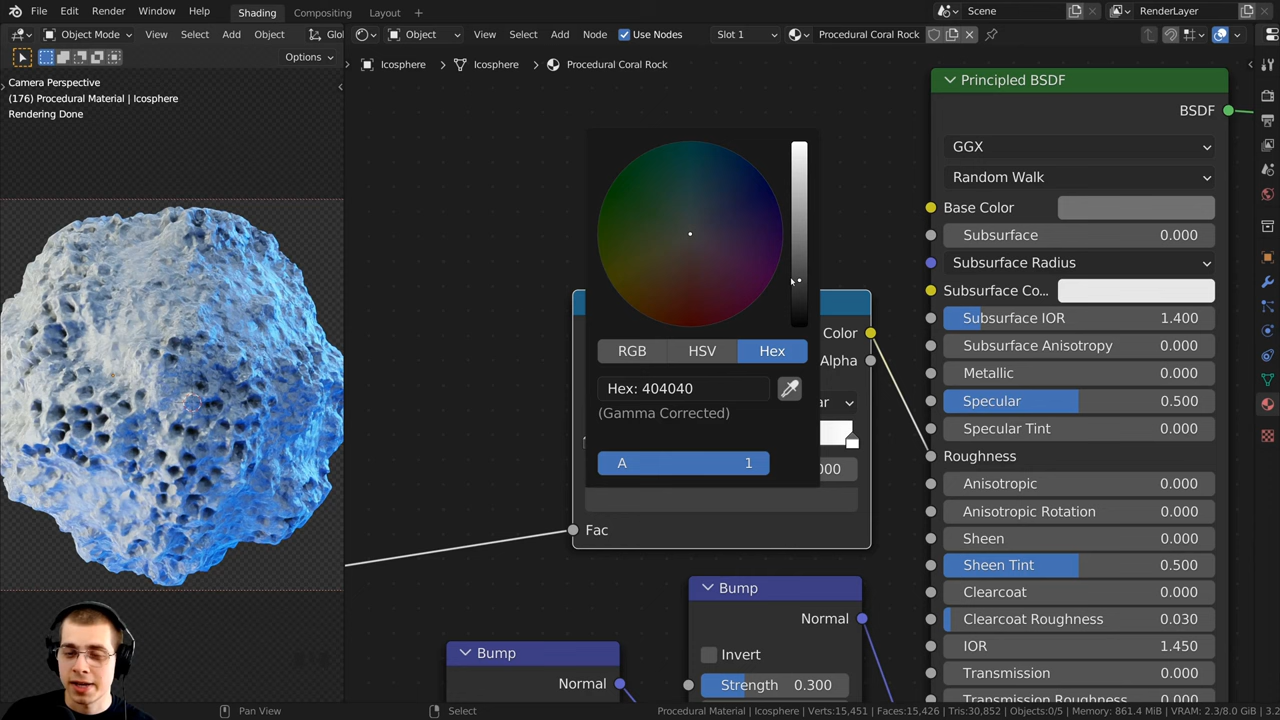 File Edit Render Window Help Shading Compositing Layout + Scene RenderLayer
Object Mode View Select Add Object Options
Object View Select Add Node Use Nodes Slot 1 Procedural Coral Rock
Icosphere Icosphere Procedural Coral Rock
Camera Perspective
(176) Procedural Material | Icosphere
Rendering Done
Principled BSDF
BSDF
GGX
Random Walk
Base Color
Subsurface 0.000
Subsurface Radius
Subsurface Co...
Subsurface IOR 1.400
Subsurface Anisotropy 0.000
Metallic 0.000
Specular 0.500
Specular Tint 0.000
Roughness
Anisotropic 0.000
Anisotropic Rotation 0.000
Sheen 0.000
Sheen Tint 0.500
Clearcoat 0.000
Clearcoat Roughness 0.030
IOR 1.450
Transmission 0.000
Transmission Roughness 0.000
Color
Alpha
RGB HSV Hex
Hex: 404040
(Gamma Corrected)
A 1
Fac
Bump
Normal
Invert
Strength 0.300
Bump
Normal
Pan View Select Procedural Material | Icosphere | Verts:15,451 | Faces:15,426 | Tris:30,852 | Objects:0/5 | Memory: 861.4 MiB | VRAM: 2.3/8.0 GiB | 3.2